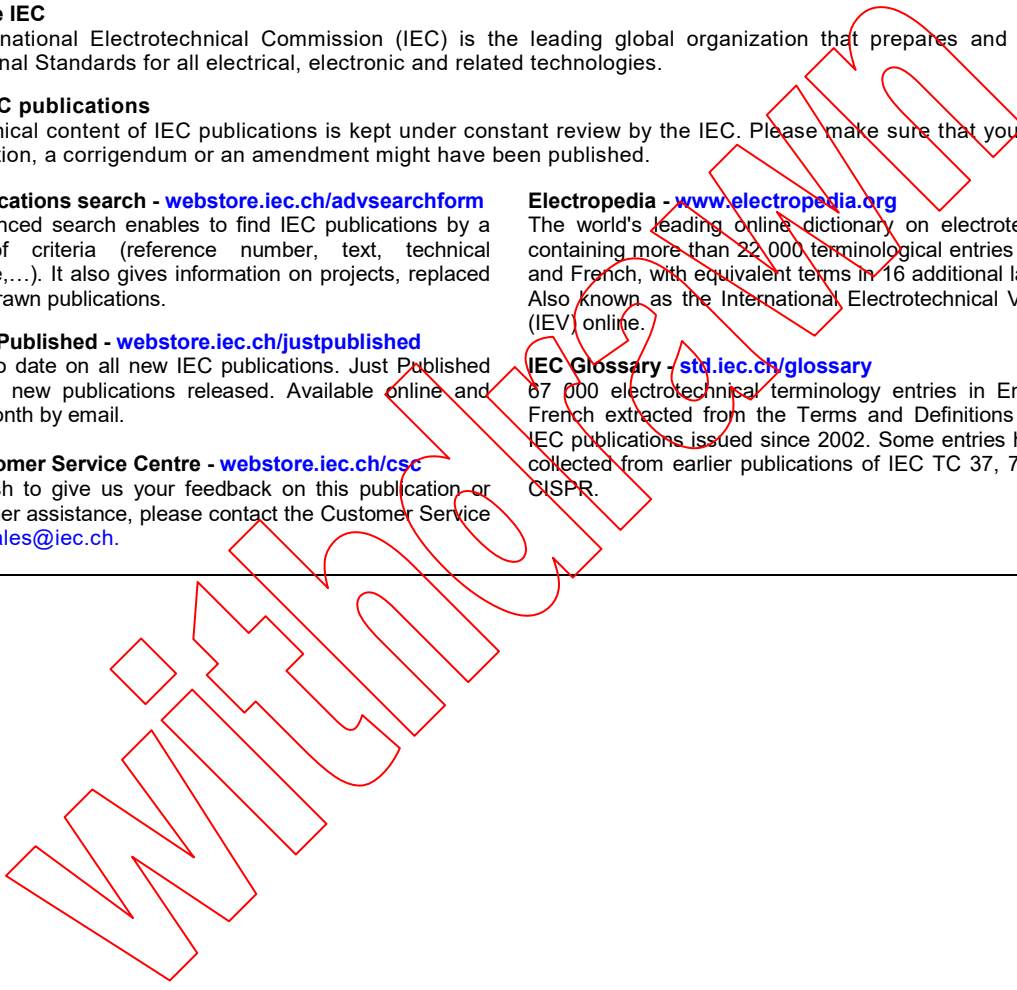 e IEC
national Electrotechnical Commission (IEC) is the leading global organization that prepares and
nal Standards for all electrical, electronic and related technologies.
C publications
nical content of IEC publications is kept under constant review by the IEC. Please make sure that you
tion, a corrigendum or an amendment might have been published.
cations search - webstore.iec.ch/advsearchform
nced search enables to find IEC publications by a
of criteria (reference number, text, technical
e,…). It also gives information on projects, replaced
rawn publications.
Published - webstore.iec.ch/justpublished
o date on all new IEC publications. Just Published
new publications released. Available online and
onth by email.
omer Service Centre - webstore.iec.ch/csc
sh to give us your feedback on this publication or
her assistance, please contact the Customer Service
ales@iec.ch.
Electropedia - www.electropedia.org
The world's leading online dictionary on electrote
containing more than 22 000 terminological entries
and French, with equivalent terms in 16 additional la
Also known as the International Electrotechnical V
(IEV) online.
IEC Glossary - std.iec.ch/glossary
67 000 electrotechnical terminology entries in En
French extracted from the Terms and Definitions
IEC publications issued since 2002. Some entries h
collected from earlier publications of IEC TC 37, 7
CISPR.
withdrawn